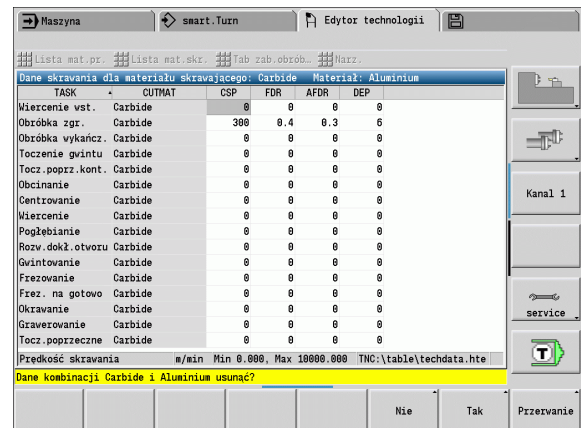 Maszyna smart.Turn Edytor technologii
Lista mat.pr. Lista mat.skr. Tab zab.obrób… Narz.
Dane skrawania dla materiału skrawającego: Carbide Materiał: Aluminium
TASK CUTMAT CSP FDR AFDR DEP
Wiercenie wst. Carbide 0 0 0 0
Obróbka zgr. Carbide 300 0.4 0.3 6
Obróbka wykańcz. Carbide 0 0 0 0
Toczenie gwintu Carbide 0 0 0 0
Tocz.poprz.kont. Carbide 0 0 0 0
Obcinanie Carbide 0 0 0 0
Centrowanie Carbide 0 0 0 0
Wiercenie Carbide 0 0 0 0
Pogłębianie Carbide 0 0 0 0
Rozw.dokł.otworu Carbide 0 0 0 0
Gwintowanie Carbide 0 0 0 0
Frezowanie Carbide 0 0 0 0
Frez. na gotowo Carbide 0 0 0 0
Okrawanie Carbide 0 0 0 0
Grawerowanie Carbide 0 0 0 0
Tocz.poprzeczne Carbide 0 0 0 0
Prędkość skrawania m/min Min 0.000, Max 10000.000 TNC:\table\techdata.hte
Dane kombinacji Carbide i Aluminium usunąć?
Kanal 1
service
T
Nie Tak Przerwanie